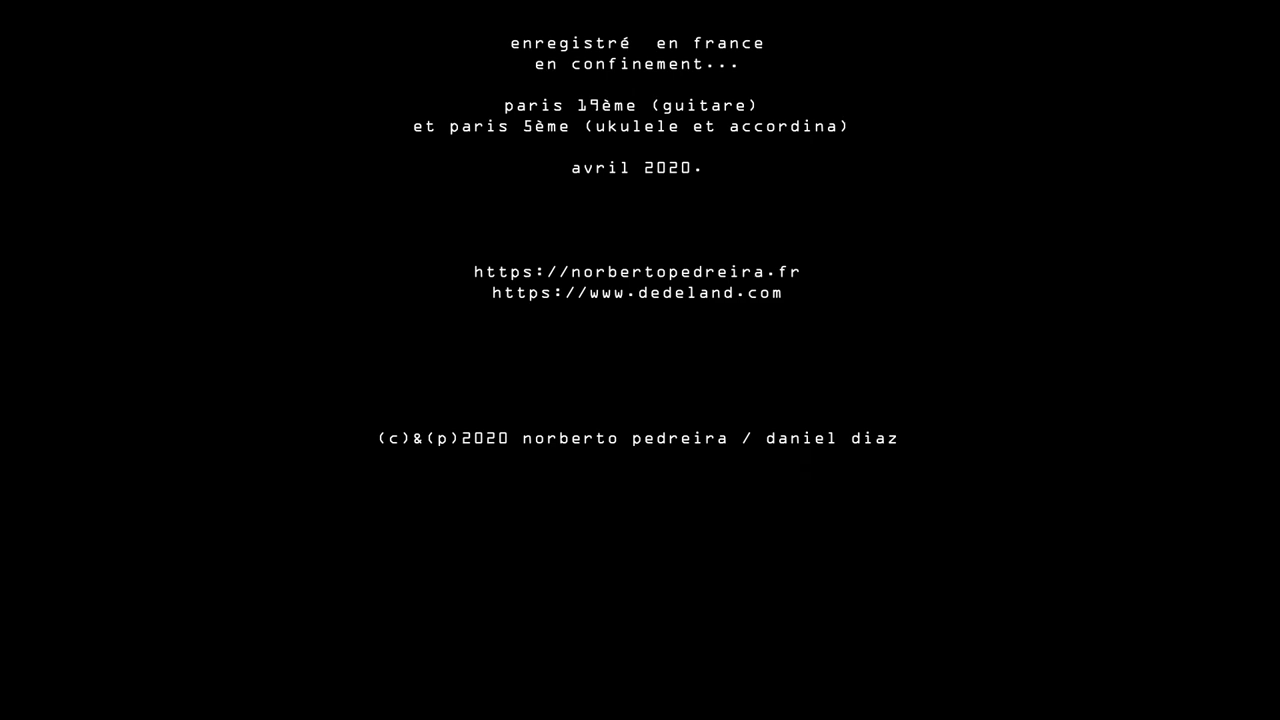 enregistré en france
en confinement...
paris 19ème (guitare)
et paris 5ème (ukulele et accordina)
avril 2020.
https://norbertopedreira.fr
https://www.dedeland.com
(c)&(p)2020 norberto pedreira / daniel diaz